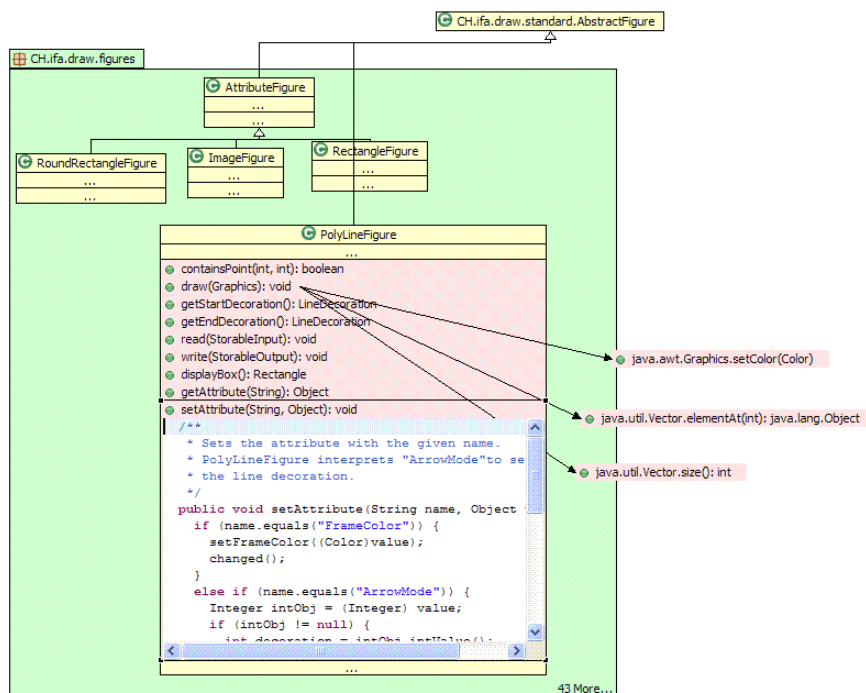 CH.ifa.draw.standard.AbstractFigure
CH.ifa.draw.figures
C AttributeFigure
...
...
C RoundRectangleFigure
...
...
C ImageFigure
...
...
C RectangleFigure
...
...
C PolyLineFigure
...
containsPoint(int, int): boolean
draw(Graphics): void
getStartDecoration(): LineDecoration
getEndDecoration(): LineDecoration
read(StorableInput): void
write(StorableOutput): void
displayBox(): Rectangle
getAttribute(String): Object
setAttribute(String, Object): void
java.awt.Graphics.setColor(Color)
java.util.Vector.elementAt(int): java.lang.Object
java.util.Vector.size(): int
/**
* Sets the attribute with the given name.
* PolyLineFigure interprets "ArrowMode"to se
* the line decoration.
*/
public void setAttribute(String name, Object
if (name.equals("FrameColor")) {
setFrameColor((Color)value);
changed();
}
else if (name.equals("ArrowMode")) {
Integer intObj = (Integer) value;
if (intObj != null) {
int decoration = intObj.intValue();
...
43 More...